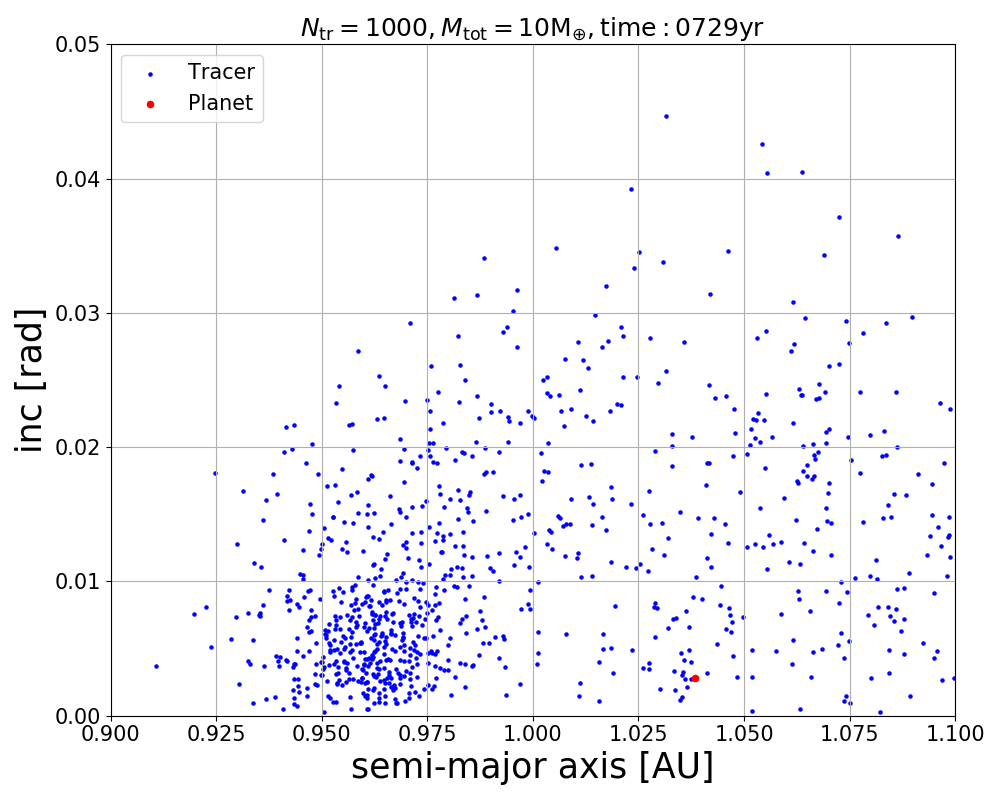 N_tr = 1000, M_tot = 10M_⊕, time : 0729yr
0.05
Tracer
Planet
0.04
0.03
inc [rad]
0.02
0.01
0.00
0.900 0.925 0.950 0.975 1.000 1.025 1.050 1.075 1.100
semi-major axis [AU]